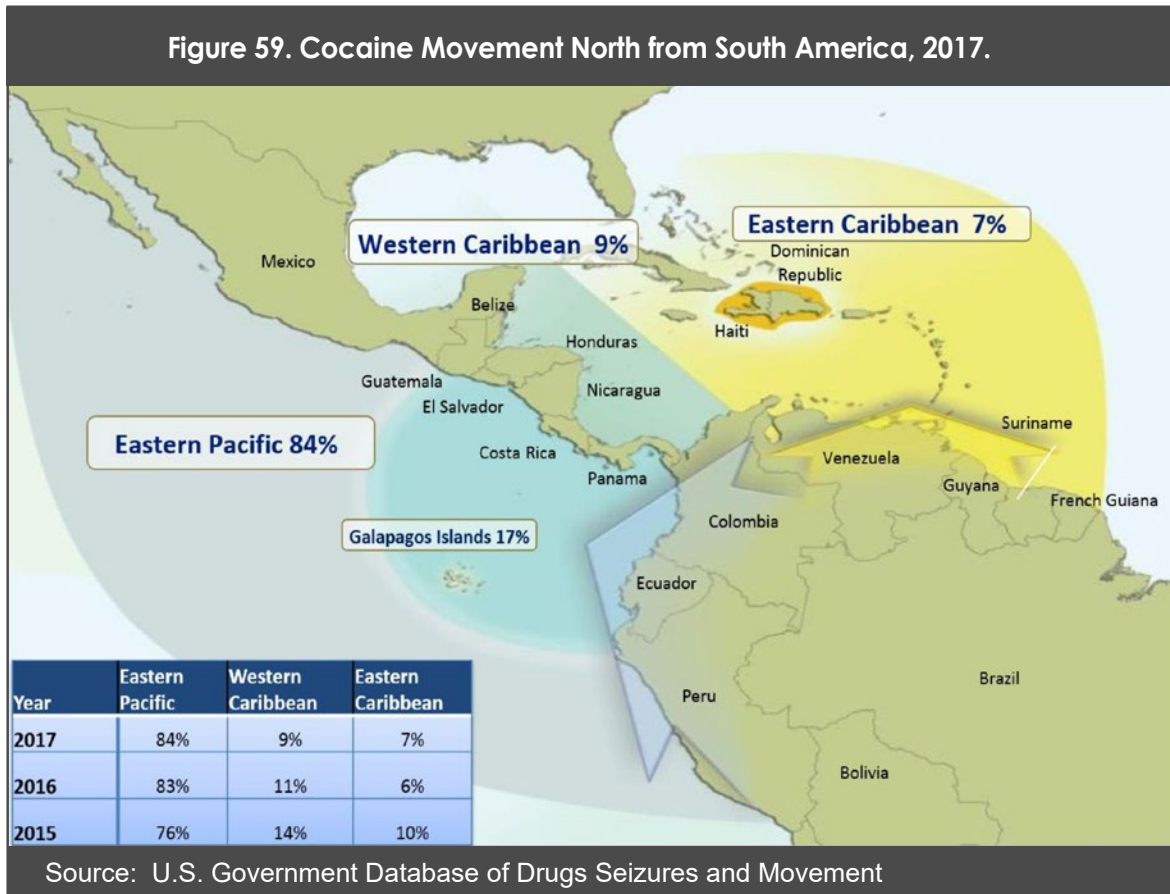 Figure 59. Cocaine Movement North from South America, 2017.
Western Caribbean 9%
Eastern Caribbean 7%
Mexico
Dominican
Republic
Belize
Haiti
Honduras
Guatemala
Nicaragua
El Salvador
Eastern Pacific 84%
Costa Rica
Panama
Suriname
Venezuela
Guyana
French Guiana
Galapagos Islands 17%
Colombia
Ecuador
Peru
Brazil
Bolivia
Year Eastern Pacific Western Caribbean Eastern Caribbean
2017 84% 9% 7%
2016 83% 11% 6%
2015 76% 14% 10%
Source: U.S. Government Database of Drugs Seizures and Movement